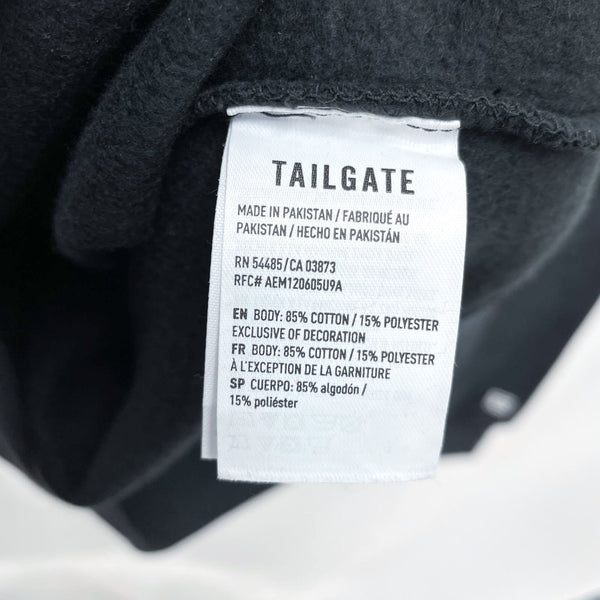 TAILGATE
MADE IN PAKISTAN / FABRIQUÉ AU
PAKISTAN / HECHO EN PAKISTÁN
RN 54485/CA 03873
RFC# AEM120605U9A
EN BODY: 85% COTTON / 15% POLYESTER
EXCLUSIVE OF DECORATION
FR BODY: 85% COTTON / 15% POLYESTER
À L'EXCEPTION DE LA GARNITURE
SP CUERPO: 85% algodón /
15% poliéster